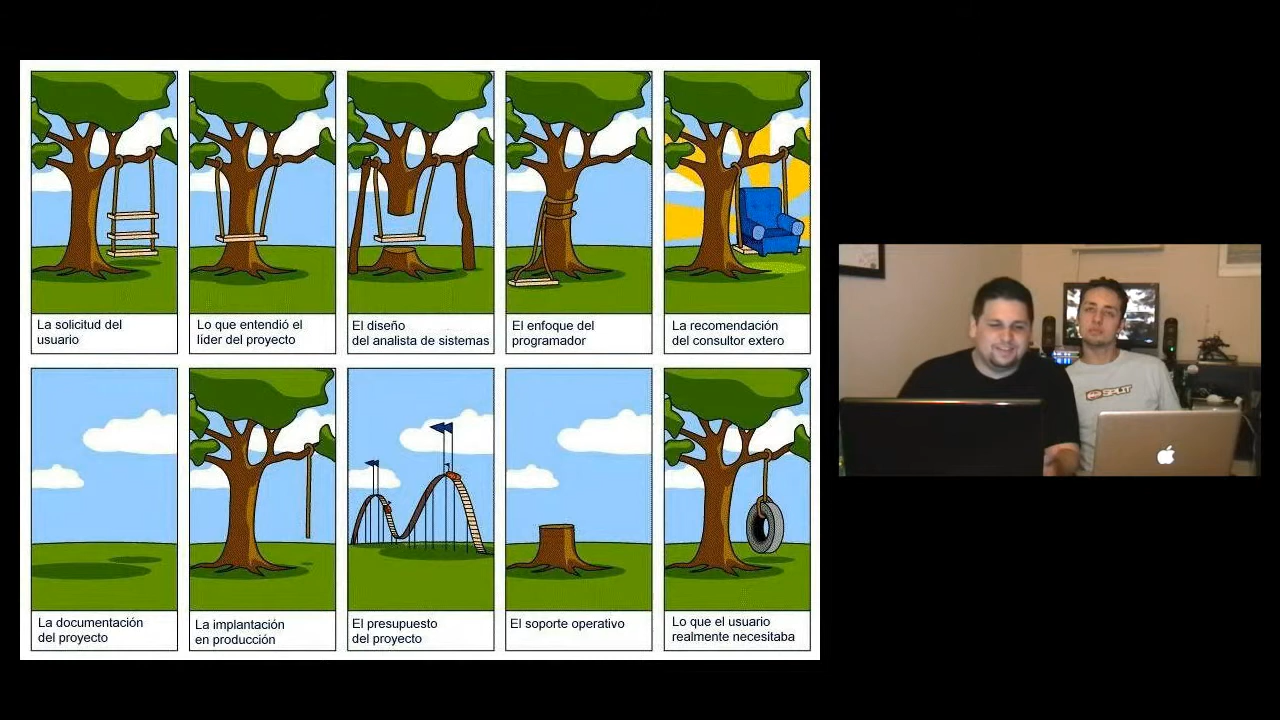 La solicitud del
usuario
Lo que entendió el
líder del proyecto
El diseño
del analista de sistemas
El enfoque del
programador
La recomendación
del consultor extero
La documentación
del proyecto
La implantación
en producción
El presupuesto
del proyecto
El soporte operativo
Lo que el usuario
realmente necesitaba
SPLIT